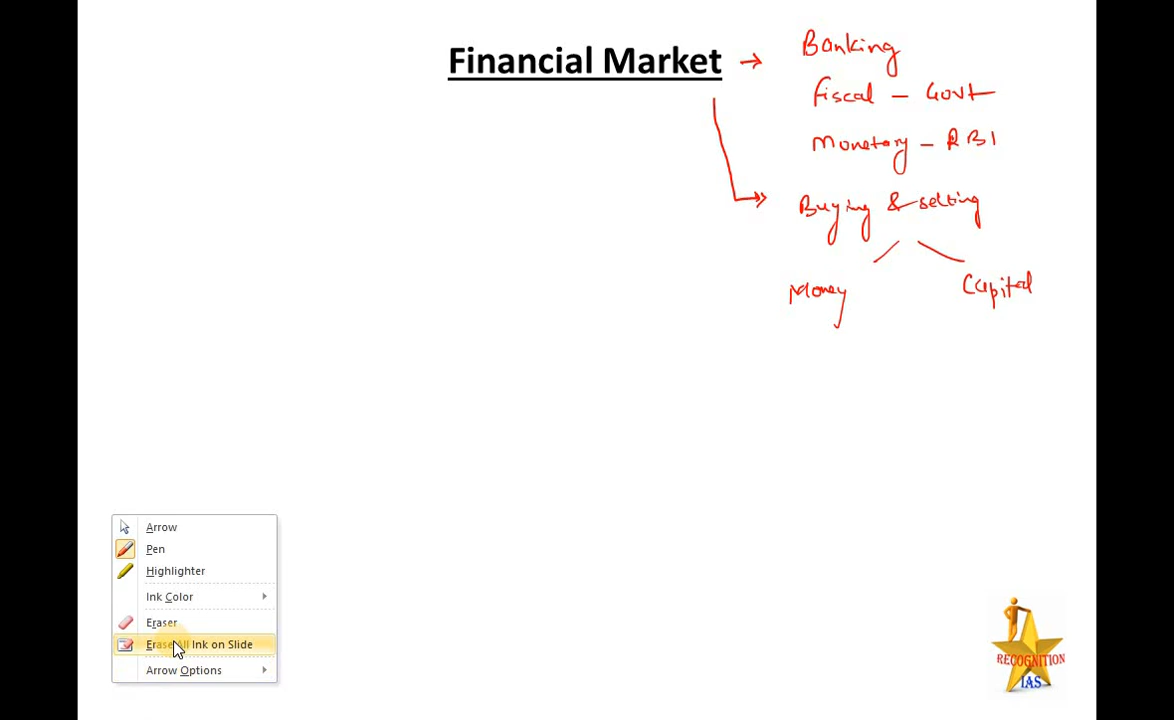 Financial Market → Banking
Fiscal - Govt
Monetary - RBI
Buying & selling
Money Capital
Arrow
Pen
Highlighter
Ink Color
Eraser
Erase All Ink on Slide
Arrow Options
RECOGNITION
IAS